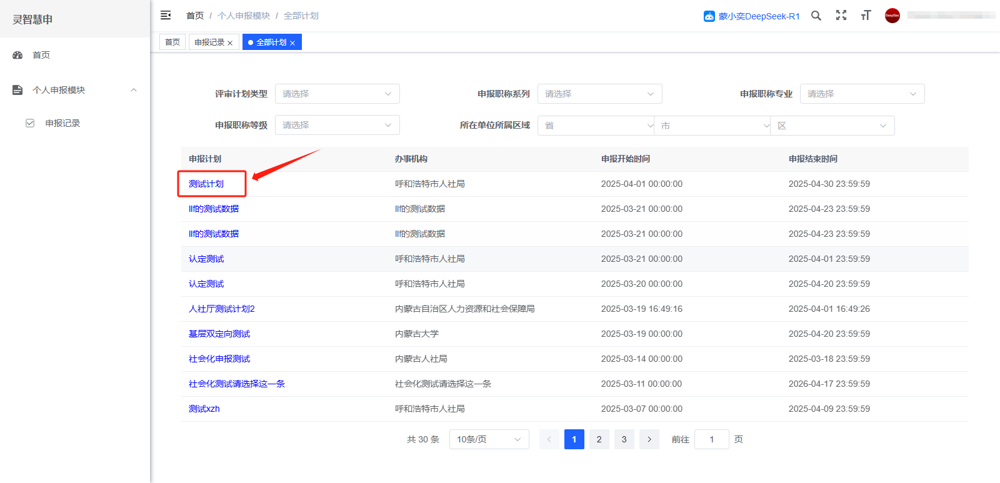 灵智慧申
首页
个人申报模块
申报记录
首页 / 个人申报模块 / 全部计划
蒙小奕DeepSeek-R1
首页 申报记录 × 全部计划 ×
评审计划类型 请选择 申报职称系列 请选择 申报职称专业 请选择
申报职称等级 请选择 所在单位所属区域 省 市 区
申报计划 办事机构 申报开始时间 申报结束时间
测试计划 呼和浩特市人社局 2025-04-01 00:00:00 2025-04-30 23:59:59
llf的测试数据 llf的测试数据 2025-03-21 00:00:00 2025-04-23 23:59:59
llf的测试数据 llf的测试数据 2025-03-21 00:00:00 2025-04-23 23:59:59
认定测试 呼和浩特市人社局 2025-03-21 00:00:00 2025-04-01 23:59:59
认定测试 呼和浩特市人社局 2025-03-20 00:00:00 2025-04-20 23:59:59
人社厅测试计划2 内蒙古自治区人力资源和社会保障局 2025-03-19 16:49:16 2025-04-01 16:49:26
基层双定向测试 内蒙古大学 2025-03-19 00:00:00 2025-04-20 23:59:59
社会化申报测试 内蒙古人社局 2025-03-14 00:00:00 2025-03-18 23:59:59
社会化测试请选择这一条 社会化测试请选择这一条 2025-03-11 00:00:00 2026-04-17 23:59:59
测试xzh 呼和浩特市人社局 2025-03-07 00:00:00 2025-04-09 23:59:59
共 30 条 10条/页 1 2 3 前往 1 页